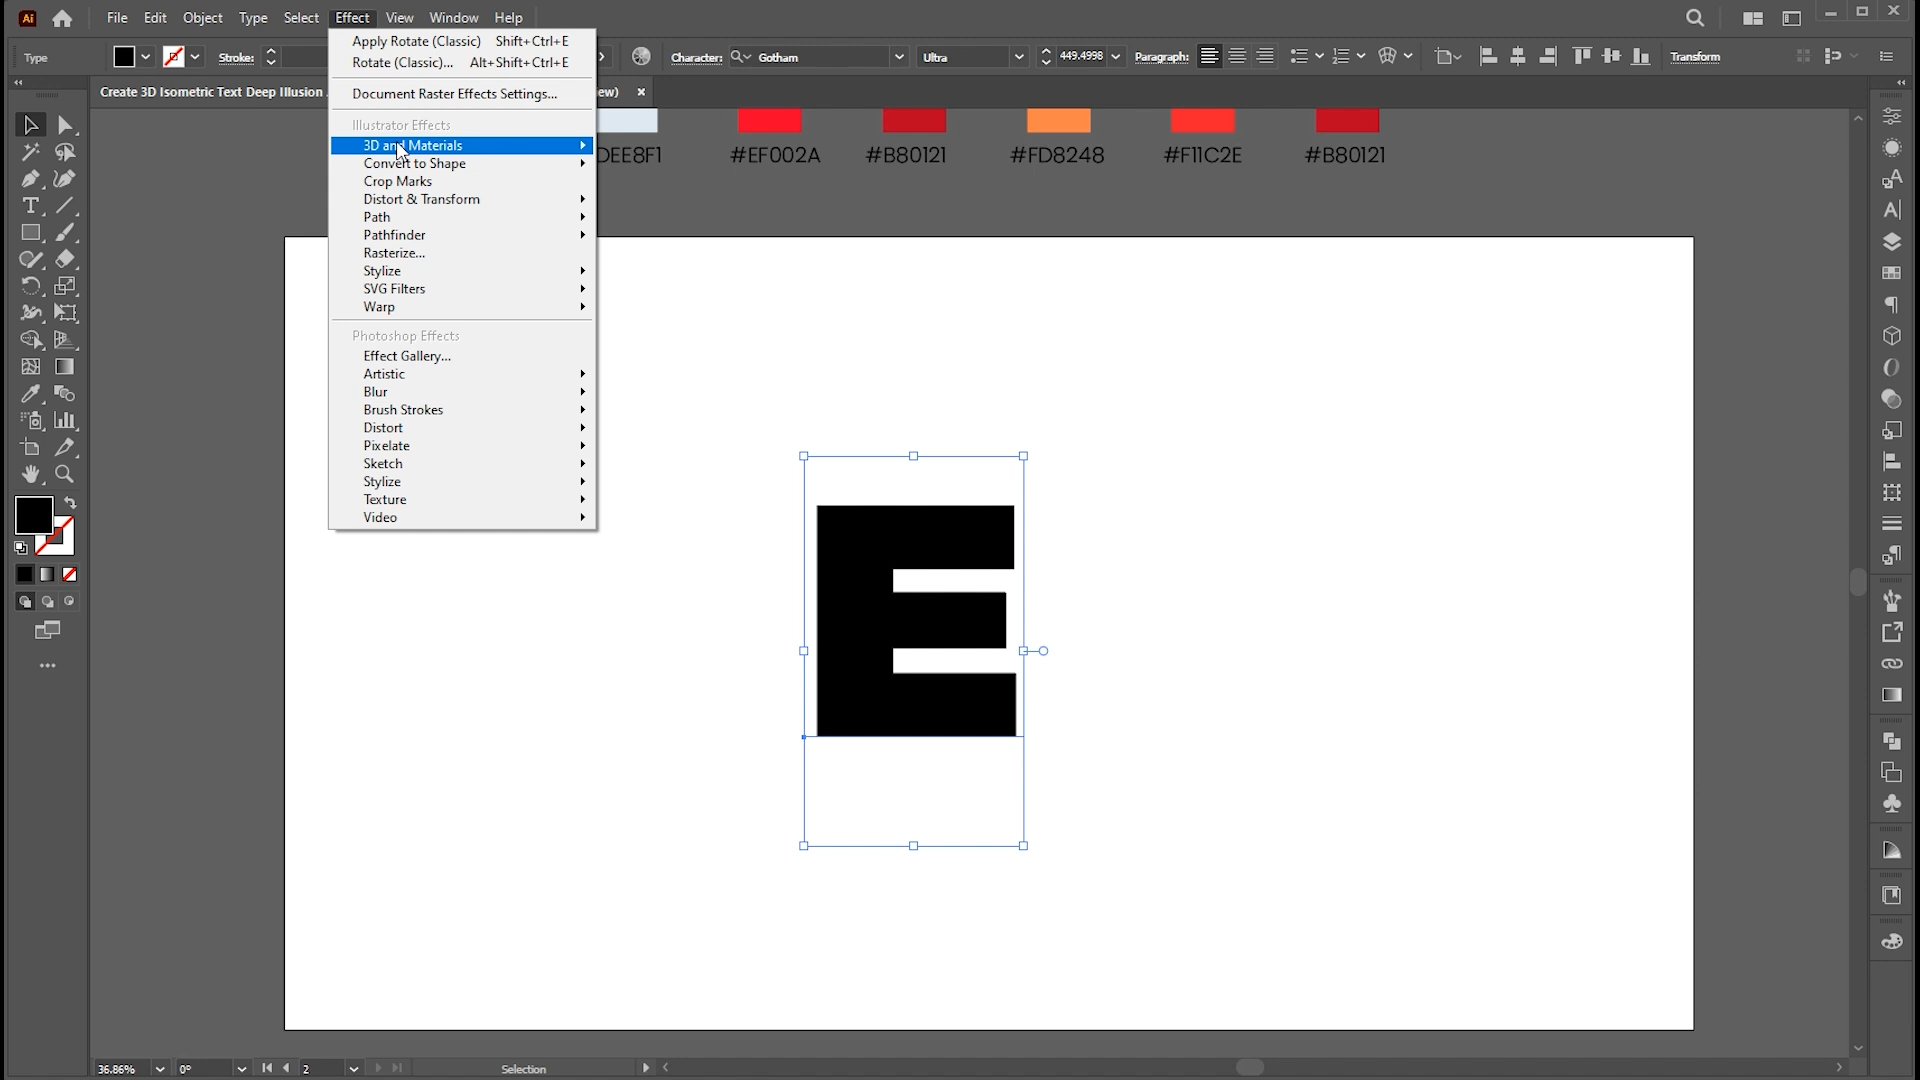 Ai File Edit Object Type Select Effect View Window Help
Type Stroke: Character: Gotham Ultra 449.4998 Paragraph: Transform
Create 3D Isometric Text Deep Illusion . ew) ×
Apply Rotate (Classic) Shift+Ctrl+E
Rotate (Classic)... Alt+Shift+Ctrl+E
Document Raster Effects Settings...
Illustrator Effects
3D and Materials
Convert to Shape
Crop Marks
Distort & Transform
Path
Pathfinder
Rasterize...
Stylize
SVG Filters
Warp
Photoshop Effects
Effect Gallery...
Artistic
Blur
Brush Strokes
Distort
Pixelate
Sketch
Stylize
Texture
Video
DEE8F1 #EF002A #B80121 #FD8248 #F11C2E #B80121
E
36.86% 0° 2 Selection